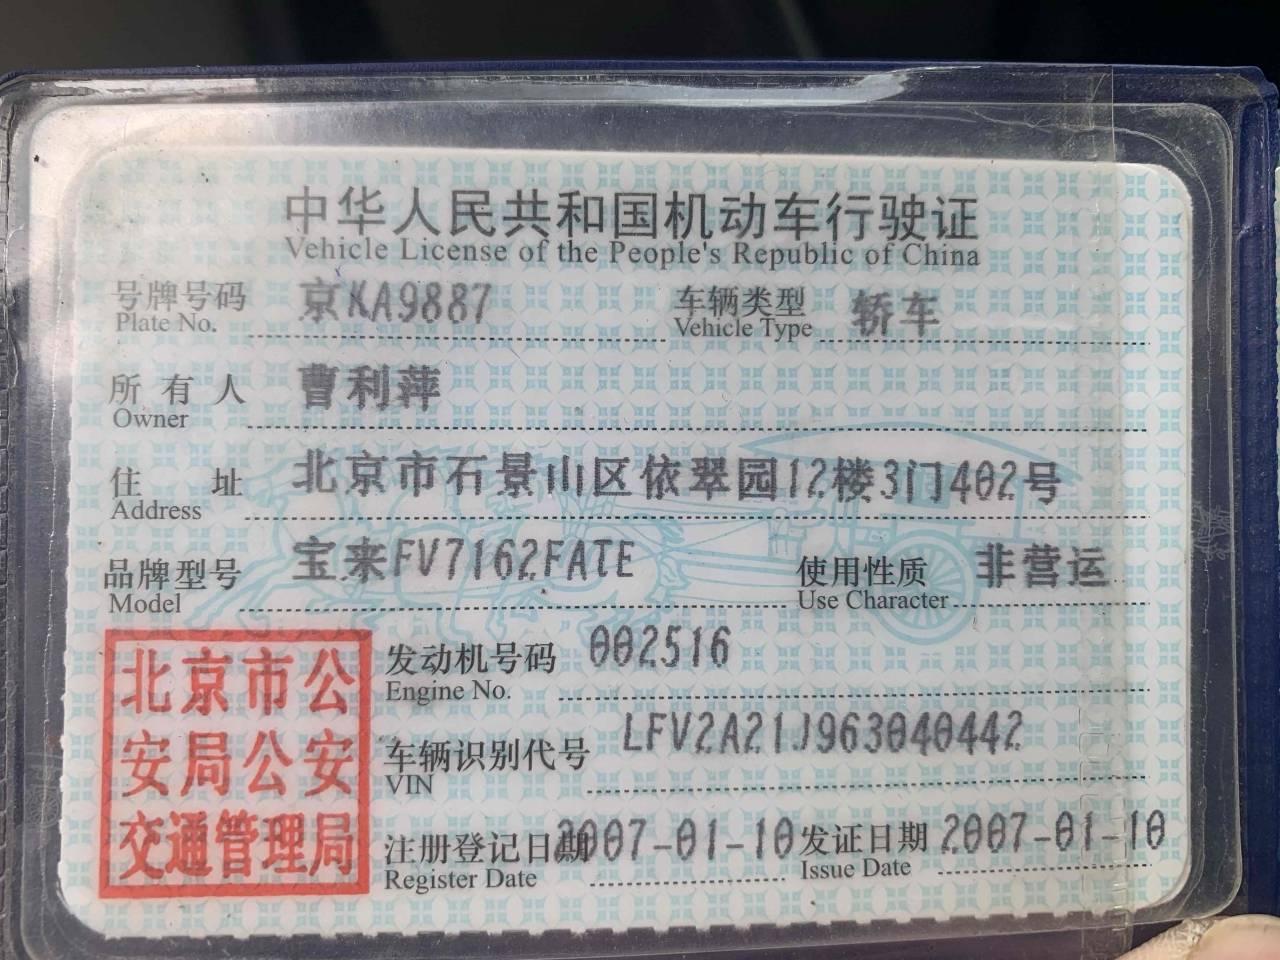 中华人民共和国机动车行驶证
Vehicle License of the People's Republic of China
号牌号码 京KA9887 车辆类型 轿车
Plate No. Vehicle Type
所有人 曹利萍
Owner
住址 北京市石景山区依翠园12楼3门402号
Address
品牌型号 宝来FV7162FATE 使用性质 非营运
Model Use Character
发动机号码 002516
Engine No.
车辆识别代号 LFV2A21J963040442
VIN
注册登记日期 2007-01-10 发证日期 2007-01-10
Register Date Issue Date
北京市公
安局公安
交通管理局